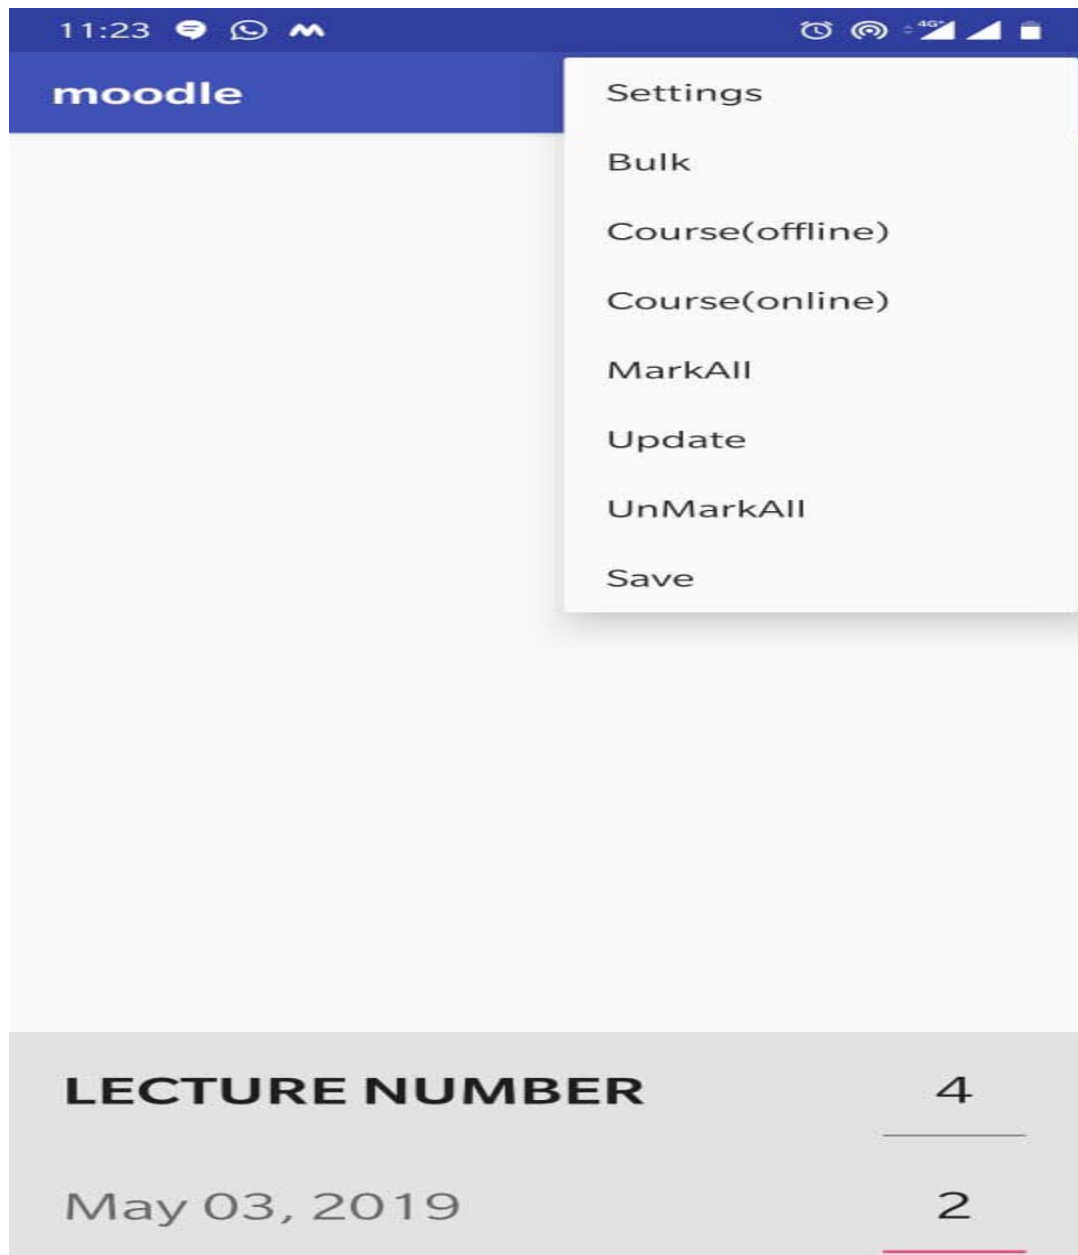 11:23 4G+
moodle
Settings
Bulk
Course(offline)
Course(online)
MarkAll
Update
UnMarkAll
Save
LECTURE NUMBER 4
May 03, 2019 2